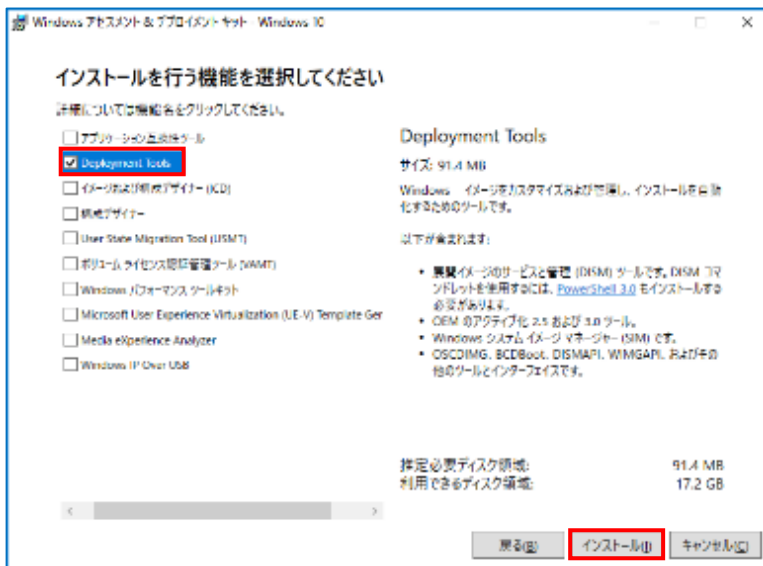 Windows アセスメント & デプロイメント キット - Windows 10
インストールを行う機能を選択してください
詳細については機能名をクリックしてください。
アプリケーション互換性ツール
Deployment Tools
イメージおよび構成デザイナー (ICD)
構成デザイナー
User State Migration Tool (USMT)
ボリューム ライセンス認証管理ツール (VAMT)
Windows パフォーマンス ツールキット
Microsoft User Experience Virtualization (UE-V) Template Ger
Media eXperience Analyzer
Windows IP Over USB
Deployment Tools
サイズ: 91.4 MB
Windows イメージをカスタマイズおよび管理し、インストールを自動
化するためのツールです。
以下が含まれます:
• 展開イメージのサービスと管理 (DISM) ツールです。DISM コマ
ンドレットを使用するには、PowerShell 3.0 もインストールする
必要があります。
• OEM のアクティブ化 2.5 および 3.0 ツール。
• Windows システム イメージ マネージャー (SIM) です。
• OSCDIMG、BCDBoot、DISMAPI、WIMGAPI、およびその
他のツールとインターフェイスです。
推定必要ディスク領域: 91.4 MB
利用できるディスク領域: 17.2 GB
戻る(B) インストール(I) キャンセル(C)